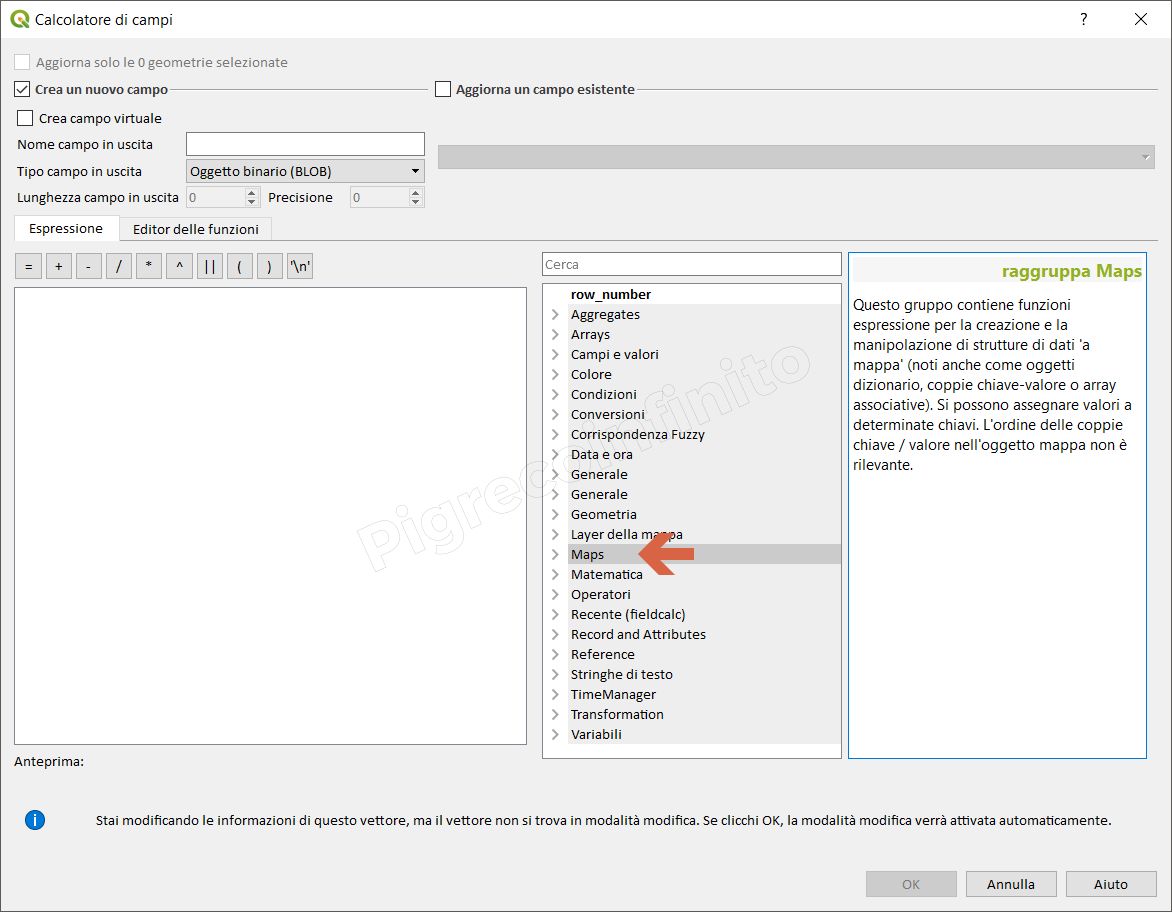 Calcolatore di campi
?
Aggiorna solo le 0 geometrie selezionate
Crea un nuovo campo
Aggiorna un campo esistente
Crea campo virtuale
Nome campo in uscita
Tipo campo in uscita
Oggetto binario (BLOB)
Lunghezza campo in uscita
0
Precisione
0
Espressione
Editor delle funzioni
= + - / * ^ || ( ) '\n'
Cerca
row_number
Aggregates
Arrays
Campi e valori
Colore
Condizioni
Conversioni
Corrispondenza Fuzzy
Data e ora
Generale
Generale
Geometria
Layer della mappa
Maps
Matematica
Operatori
Recente (fieldcalc)
Record and Attributes
Reference
Stringhe di testo
TimeManager
Transformation
Variabili
raggruppa Maps
Questo gruppo contiene funzioni
espressione per la creazione e la
manipolazione di strutture di dati 'a
mappa' (noti anche come oggetti
dizionario, coppie chiave-valore o array
associative). Si possono assegnare valori a
determinate chiavi. L'ordine delle coppie
chiave / valore nell'oggetto mappa non è
rilevante.
Pigrecoinfinito
Anteprima:
Stai modificando le informazioni di questo vettore, ma il vettore non si trova in modalità modifica. Se clicchi OK, la modalità modifica verrà attivata automaticamente.
OK
Annulla
Aiuto